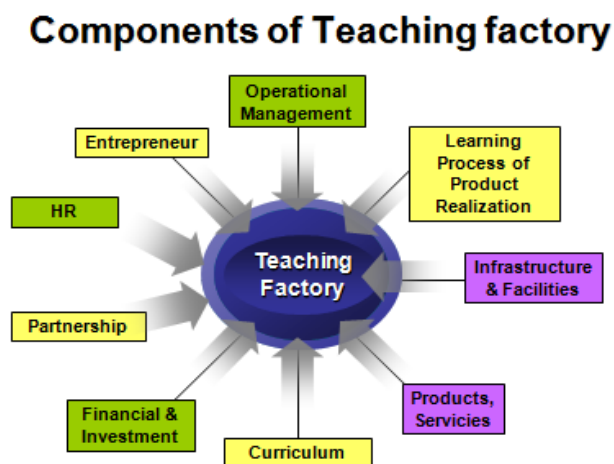 Components of Teaching factory
Operational
Management
Entrepreneur
Learning
Process of
Product
Realization
HR
Teaching
Factory
Infrastructure
& Facilities
Partnership
Financial &
Investment
Products,
Servicies
Curriculum